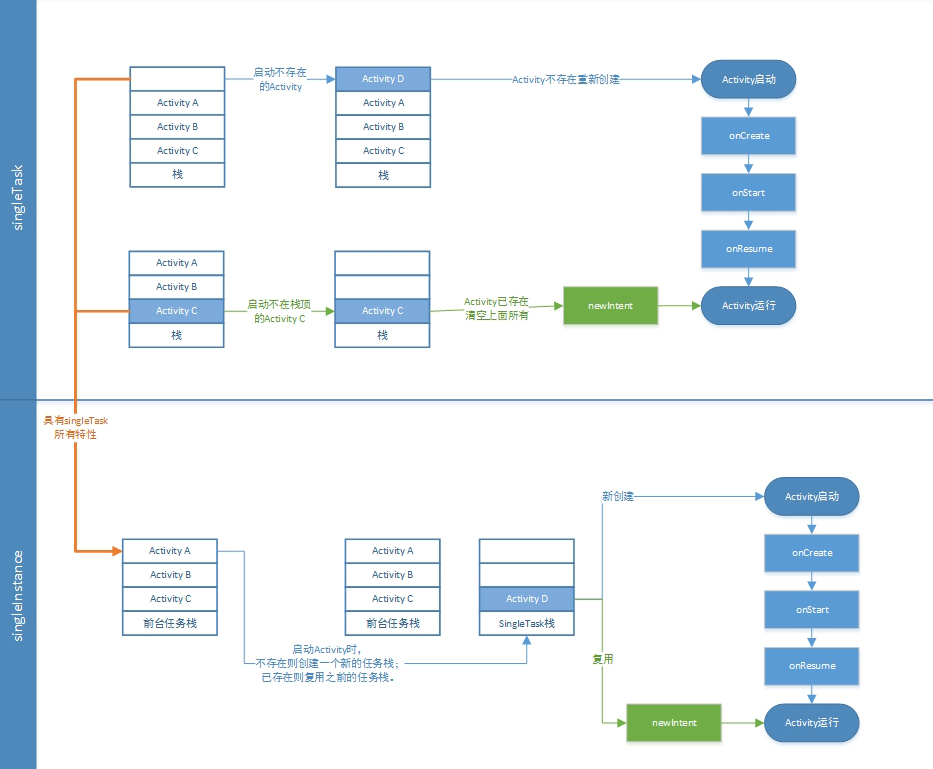 singleTask
启动不存在
的Activity
Activity A
Activity B
Activity C
栈
Activity D
Activity A
Activity B
Activity C
栈
Activity不存在重新创建
Activity启动
onCreate
onStart
onResume
Activity运行
Activity A
Activity B
Activity C
栈
启动不在栈顶
的Activity C
Activity C
栈
Activity已存在
清空上面所有
newIntent
具有singleTask
所有特性
singleInstance
Activity A
Activity B
Activity C
前台任务栈
启动Activity时，
不存在则创建一个新的任务栈；
已存在则复用之前的任务栈。
Activity A
Activity B
Activity C
前台任务栈
Activity D
SingleTask栈
新创建
复用
newIntent
Activity启动
onCreate
onStart
onResume
Activity运行